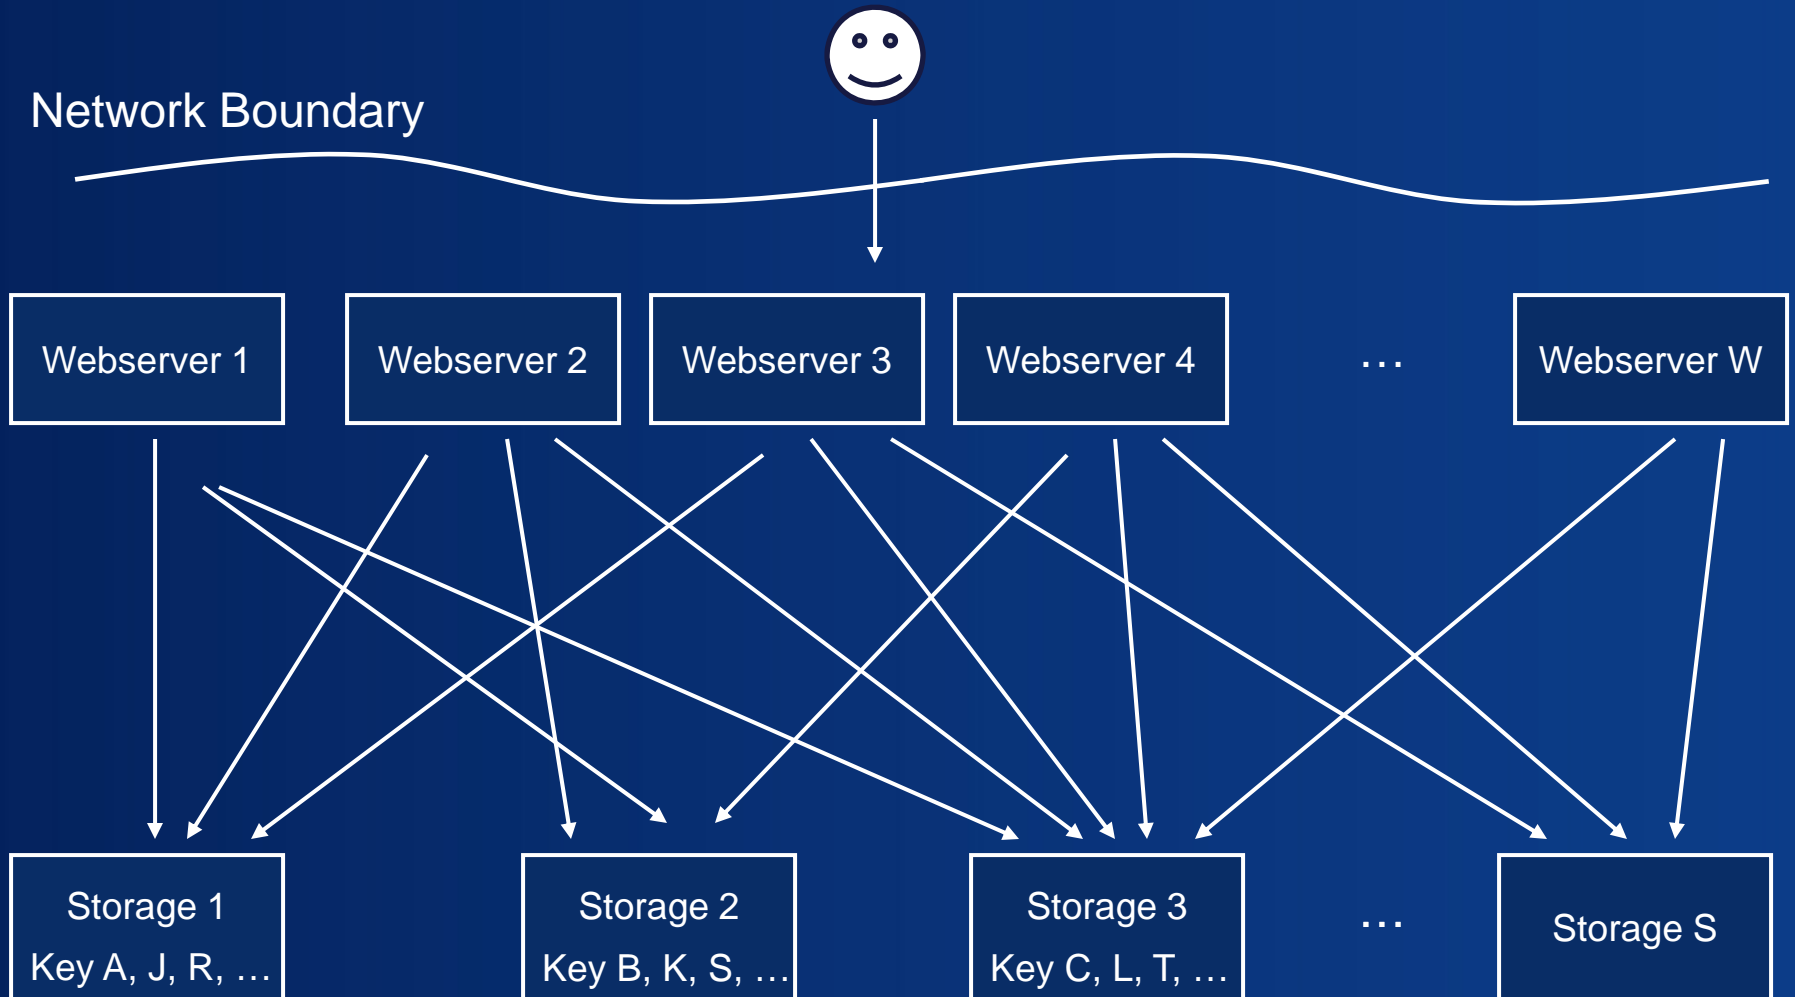 Network Boundary
Webserver 1
Webserver 2
Webserver 3
Webserver 4
…
Webserver W
Storage 1
Key A, J, R, …
Storage 2
Key B, K, S, …
Storage 3
Key C, L, T, …
…
Storage S